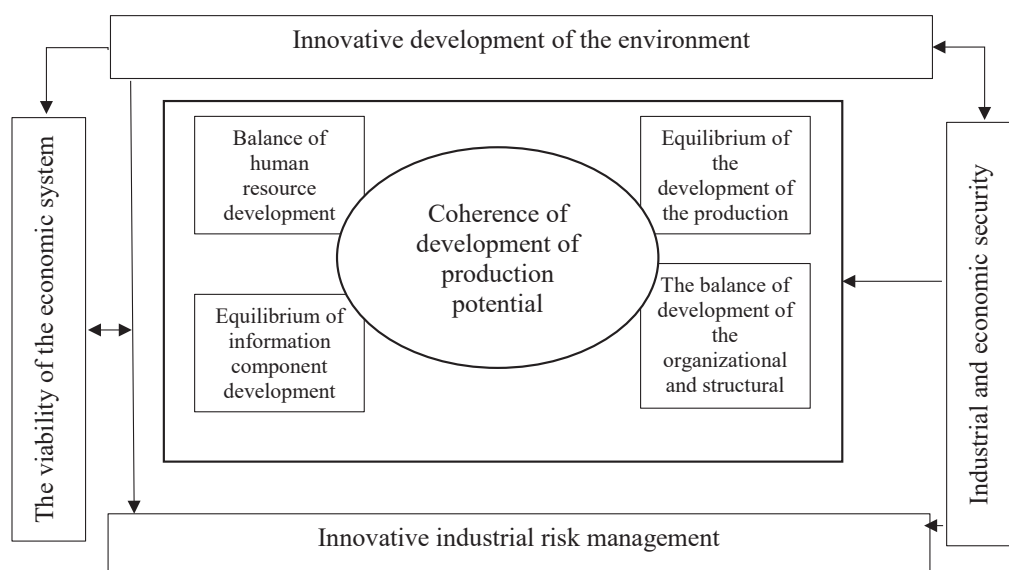 Innovative development of the environment
The viability of the economic system
Balance of
human
resource
development
Equilibrium of
information
component
development
Coherence of
development of
production
potential
Equilibrium of
the
development of
the production
The balance of
development of
the
organizational
and structural
Industrial and economic security
Innovative industrial risk management